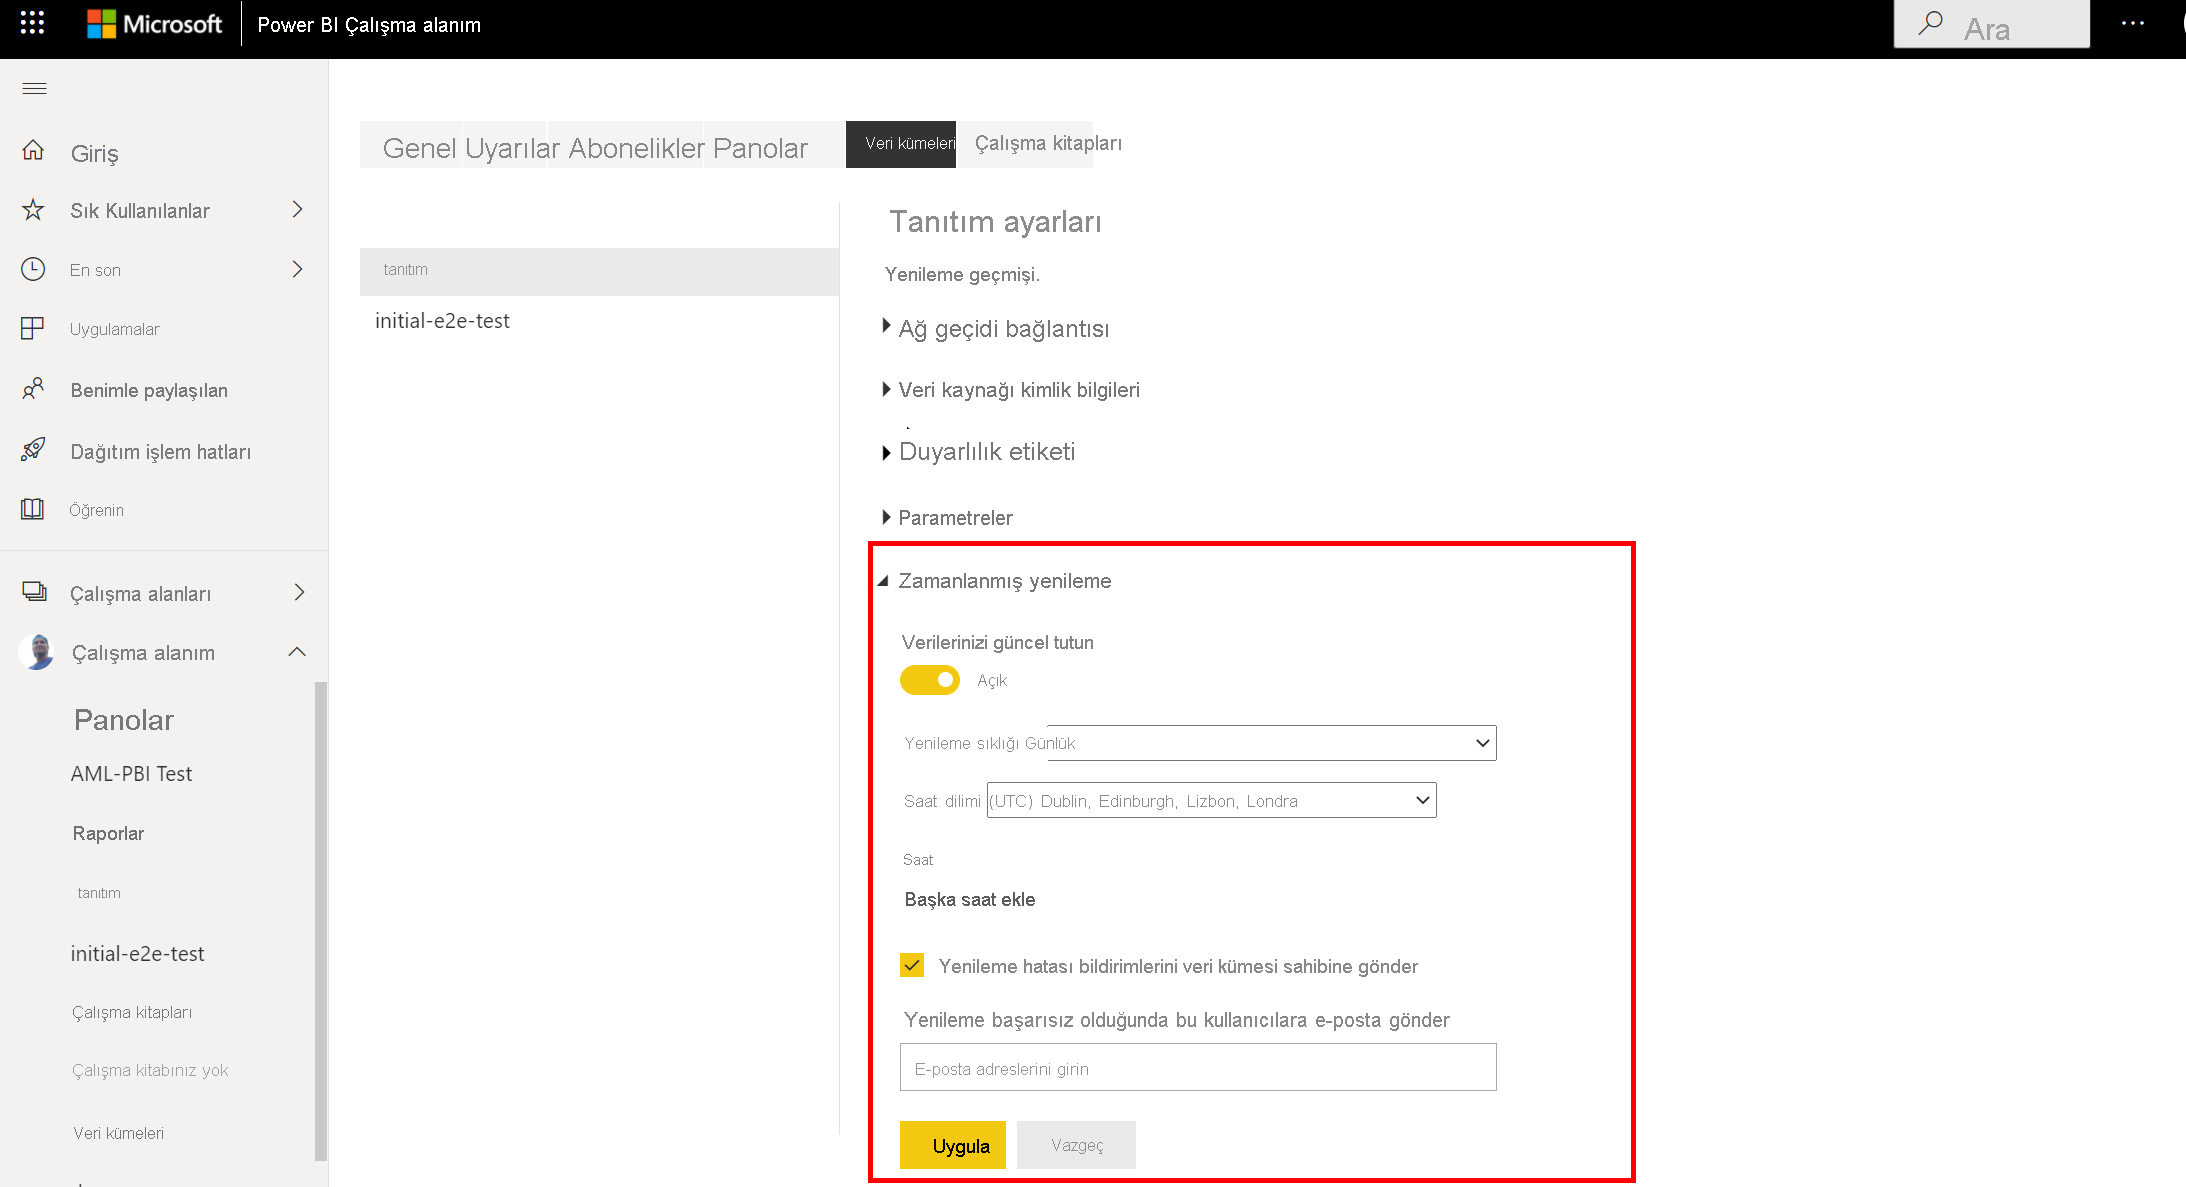 Microsoft Power BI Çalışma alanım
Ara
Giriş
Sık Kullanılanlar
En son
Uygulamalar
Benimle paylaşılan
Dağıtım işlem hatları
Öğrenin
Çalışma alanları
Çalışma alanım
Panolar
AML-PBI Test
Raporlar
tanıtım
initial-e2e-test
Çalışma kitapları
Çalışma kitabınız yok
Veri kümeleri
Genel Uyarılar Abonelikler Panolar Veri kümeleri Çalışma kitapları
tanıtım
initial-e2e-test
Tanıtım ayarları
Yenileme geçmişi.
Ağ geçidi bağlantısı
Veri kaynağı kimlik bilgileri
Duyarlılık etiketi
Parametreler
Zamanlanmış yenileme
Verilerinizi güncel tutun
Açık
Yenileme sıklığı Günlük
Saat dilimi (UTC) Dublin, Edinburgh, Lizbon, Londra
Saat
Başka saat ekle
Yenileme hatası bildirimlerini veri kümesi sahibine gönder
Yenileme başarısız olduğunda bu kullanıcılara e-posta gönder
E-posta adreslerini girin
Uygula Vazgeç